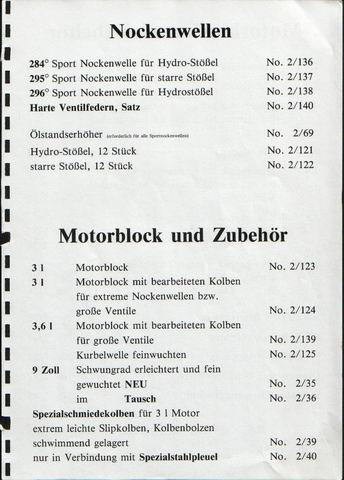 Nockenwellen
284° Sport Nockenwelle für Hydro-Stößel No. 2/136
295° Sport Nockenwelle für starre Stößel No. 2/137
296° Sport Nockenwelle für Hydrostößel No. 2/138
Harte Ventilfedern, Satz No. 2/140
Ölstandserhöher (erforderlich für alle Sportnockenwellen) No. 2/69
Hydro-Stößel, 12 Stück No. 2/121
starre Stößel, 12 Stück No. 2/122
Motorblock und Zubehör
3 l Motorblock No. 2/123
3 l Motorblock mit bearbeiteten Kolben
für extreme Nockenwellen bzw.
große Ventile No. 2/124
3,6 l Motorblock mit bearbeiteten Kolben
für große Ventile No. 2/139
Kurbelwelle feinwuchten No. 2/125
9 Zoll Schwungrad erleichtert und fein
gewuchtet NEU No. 2/35
im Tausch No. 2/36
Spezialschmiedekolben für 3 l Motor
extrem leichte Slipkolben, Kolbenbolzen
schwimmend gelagert No. 2/39
nur in Verbindung mit Spezialstahlpleuel No. 2/40